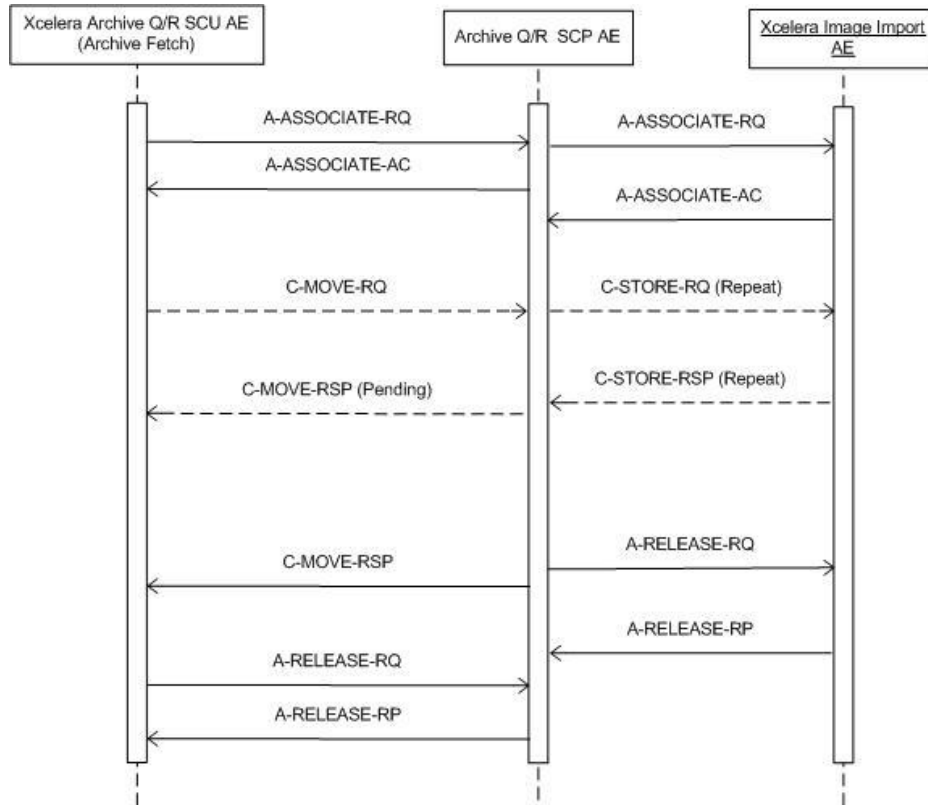 Xcelera Archive Q/R SCU AE
(Archive Fetch)
Archive Q/R SCP AE
Xcelera Image Import
AE
A-ASSOCIATE-RQ
A-ASSOCIATE-RQ
A-ASSOCIATE-AC
A-ASSOCIATE-AC
C-MOVE-RQ
C-STORE-RQ (Repeat)
C-MOVE-RSP (Pending)
C-STORE-RSP (Repeat)
C-MOVE-RSP
A-RELEASE-RQ
A-RELEASE-RP
A-RELEASE-RQ
A-RELEASE-RP